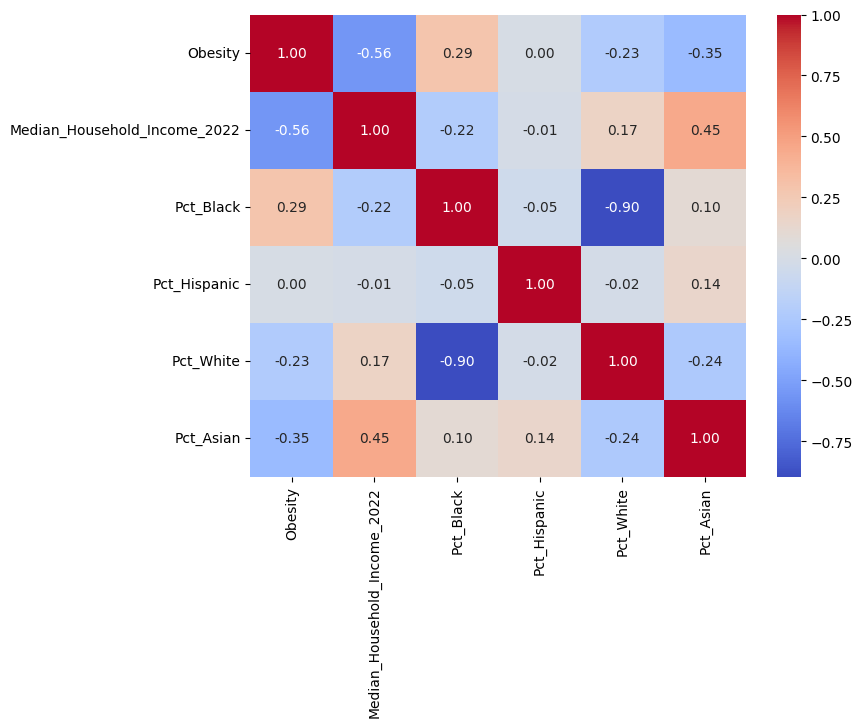 Obesity 1.00 -0.56 0.29 0.00 -0.23 -0.35
Median_Household_Income_2022 -0.56 1.00 -0.22 -0.01 0.17 0.45
Pct_Black 0.29 -0.22 1.00 -0.05 -0.90 0.10
Pct_Hispanic 0.00 -0.01 -0.05 1.00 -0.02 0.14
Pct_White -0.23 0.17 -0.90 -0.02 1.00 -0.24
Pct_Asian -0.35 0.45 0.10 0.14 -0.24 1.00
Obesity
Median_Household_Income_2022
Pct_Black
Pct_Hispanic
Pct_White
Pct_Asian
1.00
0.75
0.50
0.25
0.00
−0.25
−0.50
−0.75